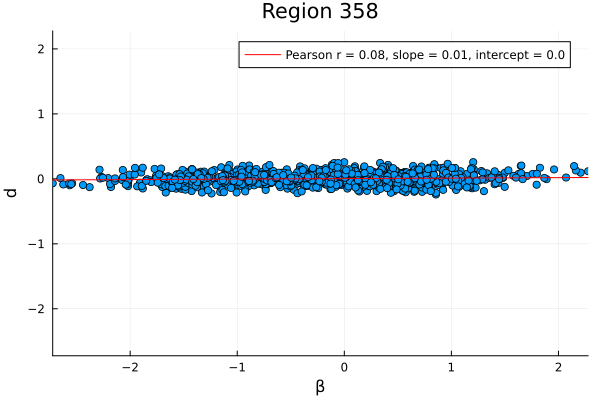 Region 358
Pearson r = 0.08, slope = 0.01, intercept = 0.0
2
1
0
−1
−2
d
−2
−1
0
1
2
β